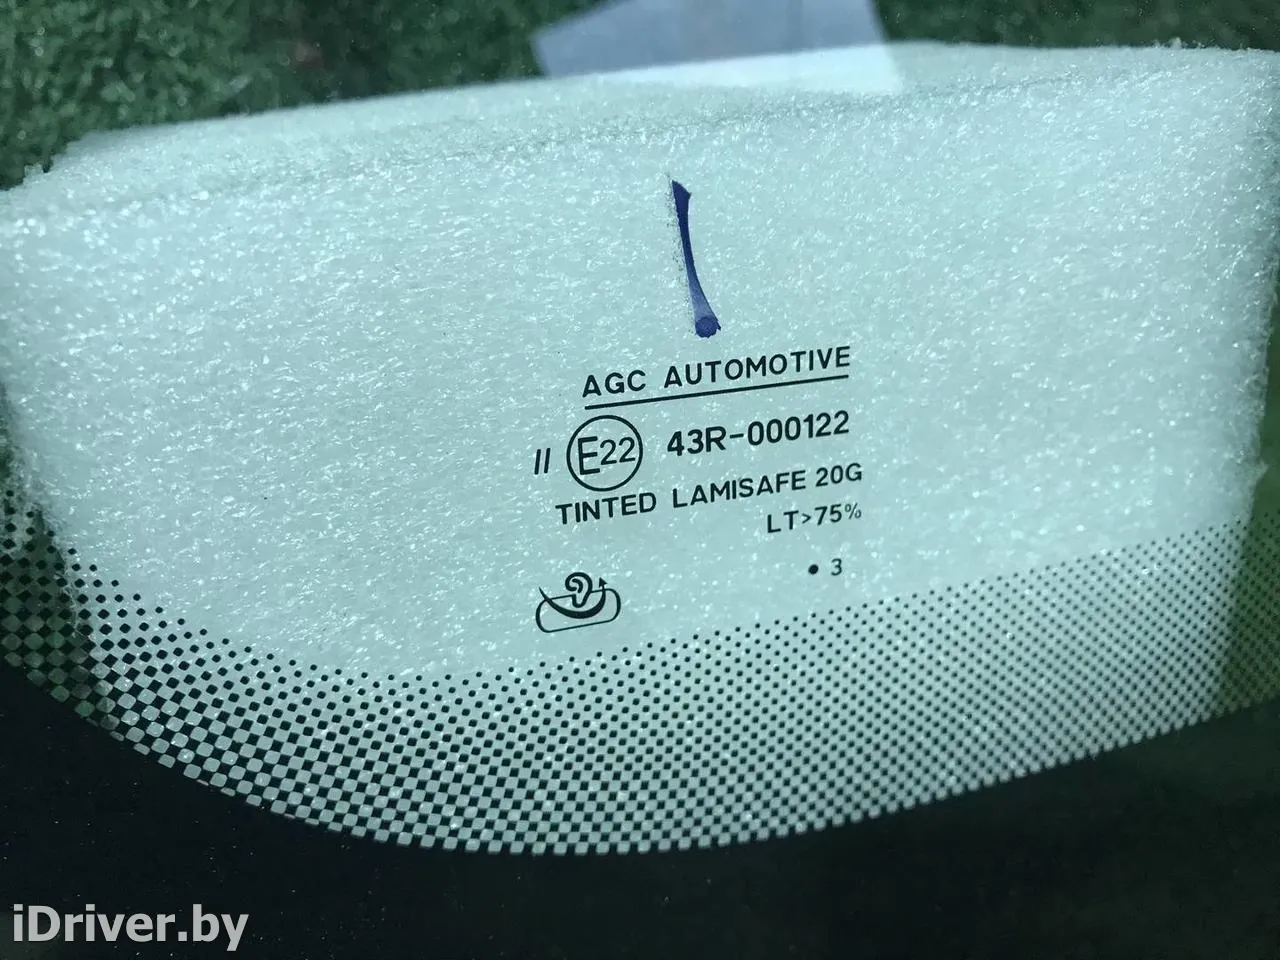 AGC AUTOMOTIVE
II E22 43R-000122
TINTED LAMISAFE 20G
LT>75%
• 3
iDriver.by